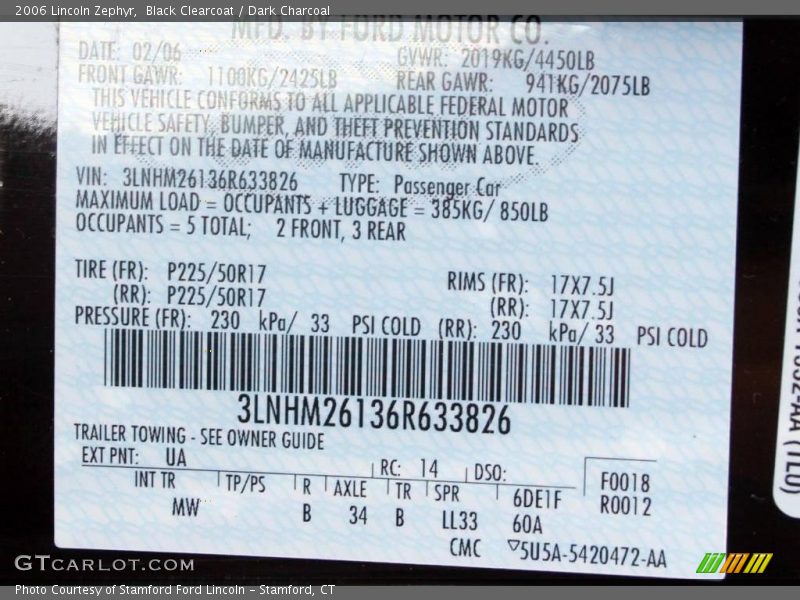 2006 Lincoln Zephyr,  Black Clearcoat / Dark Charcoal
MFD. BY FORD MOTOR CO.
DATE: 02/06 GVWR: 2019KG/4450LB
FRONT GAWR: 1100KG/2425LB REAR GAWR: 941KG/2075LB
THIS VEHICLE CONFORMS TO ALL APPLICABLE FEDERAL MOTOR
VEHICLE SAFETY, BUMPER, AND THEFT PREVENTION STANDARDS
IN EFFECT ON THE DATE OF MANUFACTURE SHOWN ABOVE.
VIN: 3LNHM26136R633826 TYPE: Passenger Car
MAXIMUM LOAD = OCCUPANTS + LUGGAGE = 385KG/ 850LB
OCCUPANTS = 5 TOTAL; 2 FRONT, 3 REAR
TIRE (FR): P225/50R17 RIMS (FR): 17X7.5J
(RR): P225/50R17 (RR): 17X7.5J
PRESSURE (FR): 230 kPa/ 33 PSI COLD (RR): 230 kPa/ 33 PSI COLD
3LNHM26136R633826
TRAILER TOWING - SEE OWNER GUIDE
EXT PNT: UA RC: 14 DSO: F0018
INT TR TP/PS R AXLE TR SPR 6DE1F R0012
MW B 34 B LL33 60A
CMC ▽5U5A-5420472-AA
GTCARLOT.COM
Photo Courtesy of Stamford Ford Lincoln – Stamford, CT